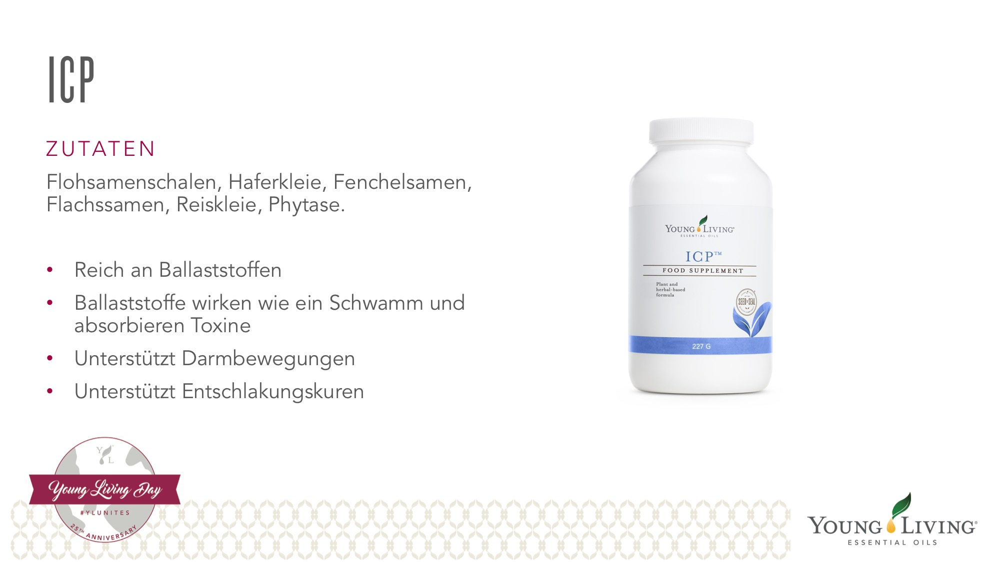 ICP
ZUTATEN
Flohsamenschalen, Haferkleie, Fenchelsamen,
Flachssamen, Reiskleie, Phytase.
• Reich an Ballaststoffen
• Ballaststoffe wirken wie ein Schwamm und
absorbieren Toxine
• Unterstützt Darmbewegungen
• Unterstützt Entschlakungskuren
YOUNG LIVING®
ESSENTIAL OILS
ICP™
FOOD SUPPLEMENT
Plant and
herbal-based
formula
SEED TO SEAL
227 G
Y L
Young Living Day
#YLUNITES
25TH ANNIVERSARY
YOUNG LIVING®
ESSENTIAL OILS